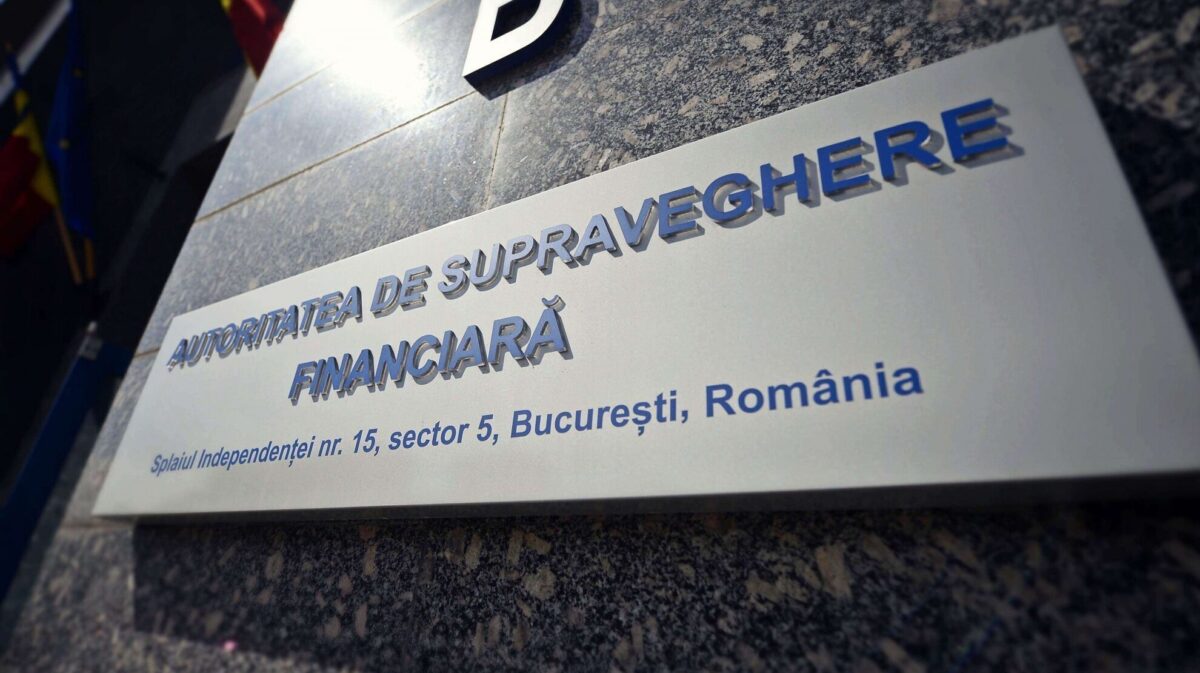 AUTORITATEA DE SUPRAVEGHERE
FINANCIARĂ
Splaiul Independenței nr. 15, sector 5, București, România